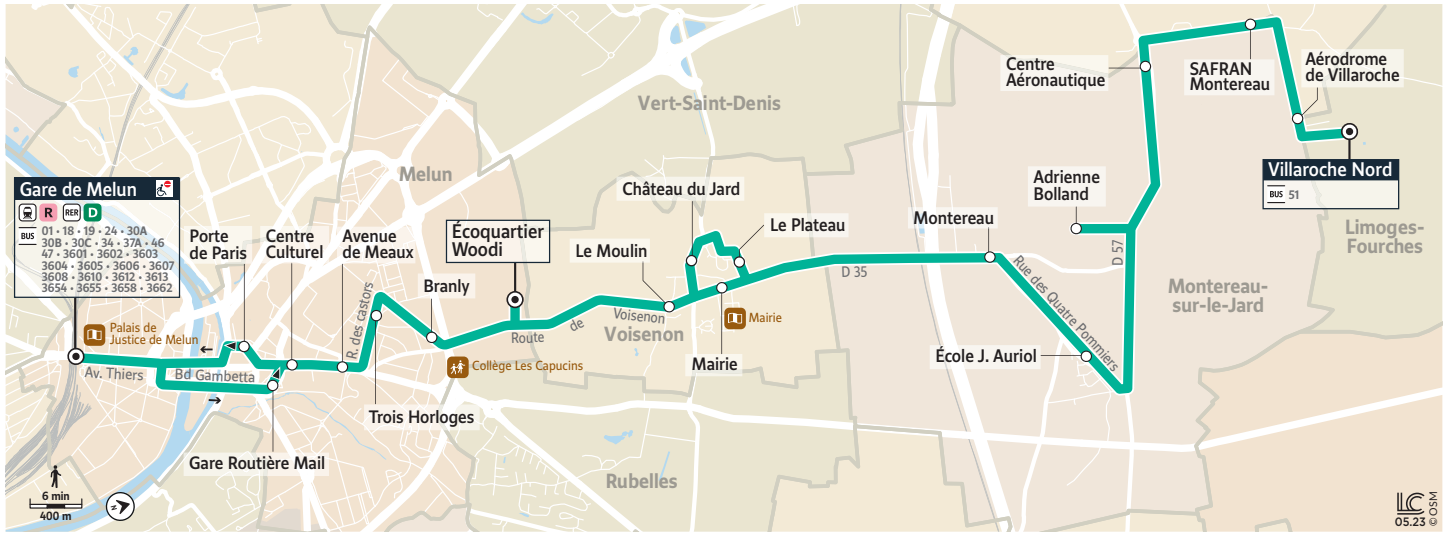 Vert-Saint-Denis
Centre
Aéronautique
SAFRAN
Montereau
Aérodrome
de Villaroche
Villaroche Nord
BUS 51
Limoges-
Fourches
Melun
Gare de Melun
R RER D
BUS 01 • 18 • 19 • 24 • 30A
30B • 30C • 34 • 37A • 46
47 • 3601 • 3602 • 3603
3604 • 3605 • 3606 • 3607
3608 • 3610 • 3612 • 3613
3654 • 3655 • 3658 • 3662
Porte
de Paris
Centre
Culturel
Avenue
de Meaux
Écoquartier
Woodi
Château du Jard
Le Plateau
Le Moulin
Montereau
Adrienne
Bolland
Branly
D 35
D 57
Rue des Quatre Pommiers
Montereau-
sur-le-Jard
R. des castors
Route de Voisenon
Voisenon
Mairie
Mairie
Palais de
Justice de Melun
Av. Thiers
Bd Gambetta
Collège Les Capucins
École J. Auriol
Trois Horloges
Gare Routière Mail
Rubelles
6 min
400 m
LC
05.23 © OSM